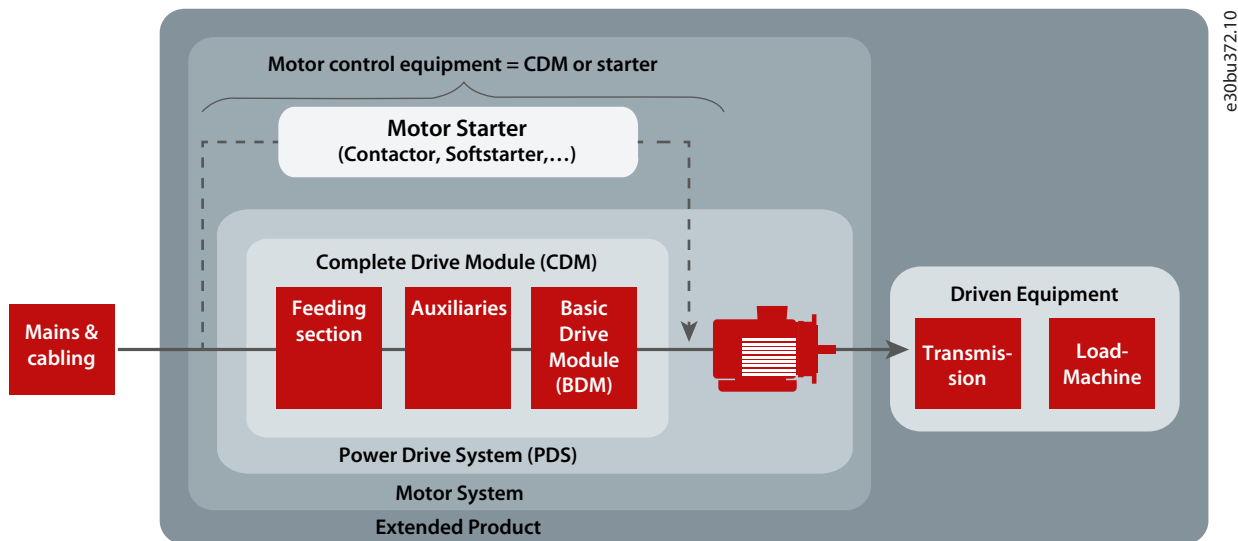 e30bu372.10
Motor control equipment = CDM or starter
Motor Starter
(Contactor, Softstarter,…)
Complete Drive Module (CDM)
Feeding
section
Auxiliaries
Basic
Drive
Module
(BDM)
Mains &
cabling
Driven Equipment
Transmis-
sion
Load-
Machine
Power Drive System (PDS)
Motor System
Extended Product